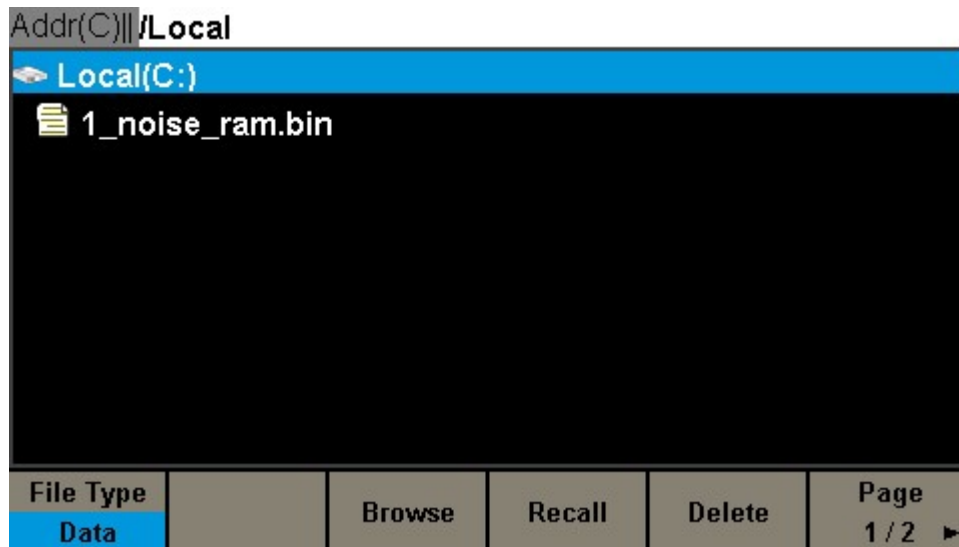 Addr(C)|| /Local
Local(C:)
1_noise_ram.bin
File Type
Data
Browse
Recall
Delete
Page
1 / 2 ►